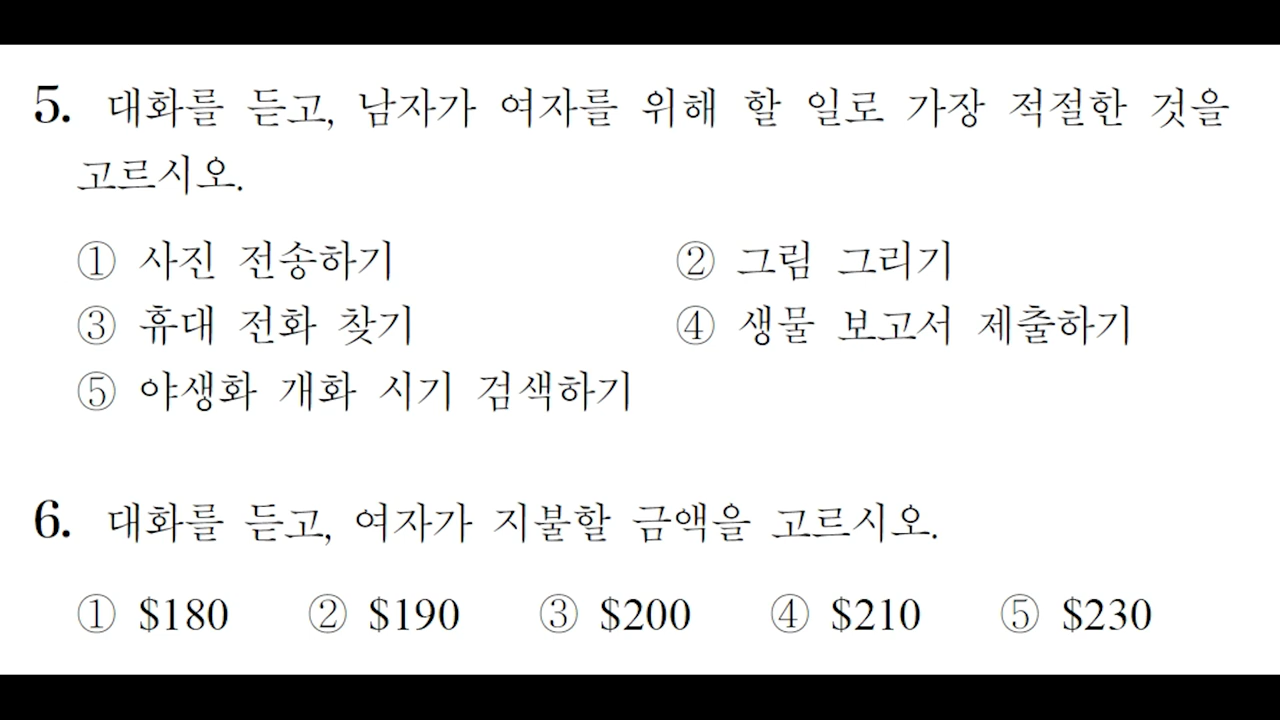 5. 대화를 듣고, 남자가 여자를 위해 할 일로 가장 적절한 것을
고르시오.
① 사진 전송하기 ② 그림 그리기
③ 휴대 전화 찾기 ④ 생물 보고서 제출하기
⑤ 야생화 개화 시기 검색하기
6. 대화를 듣고, 여자가 지불할 금액을 고르시오.
① $180 ② $190 ③ $200 ④ $210 ⑤ $230